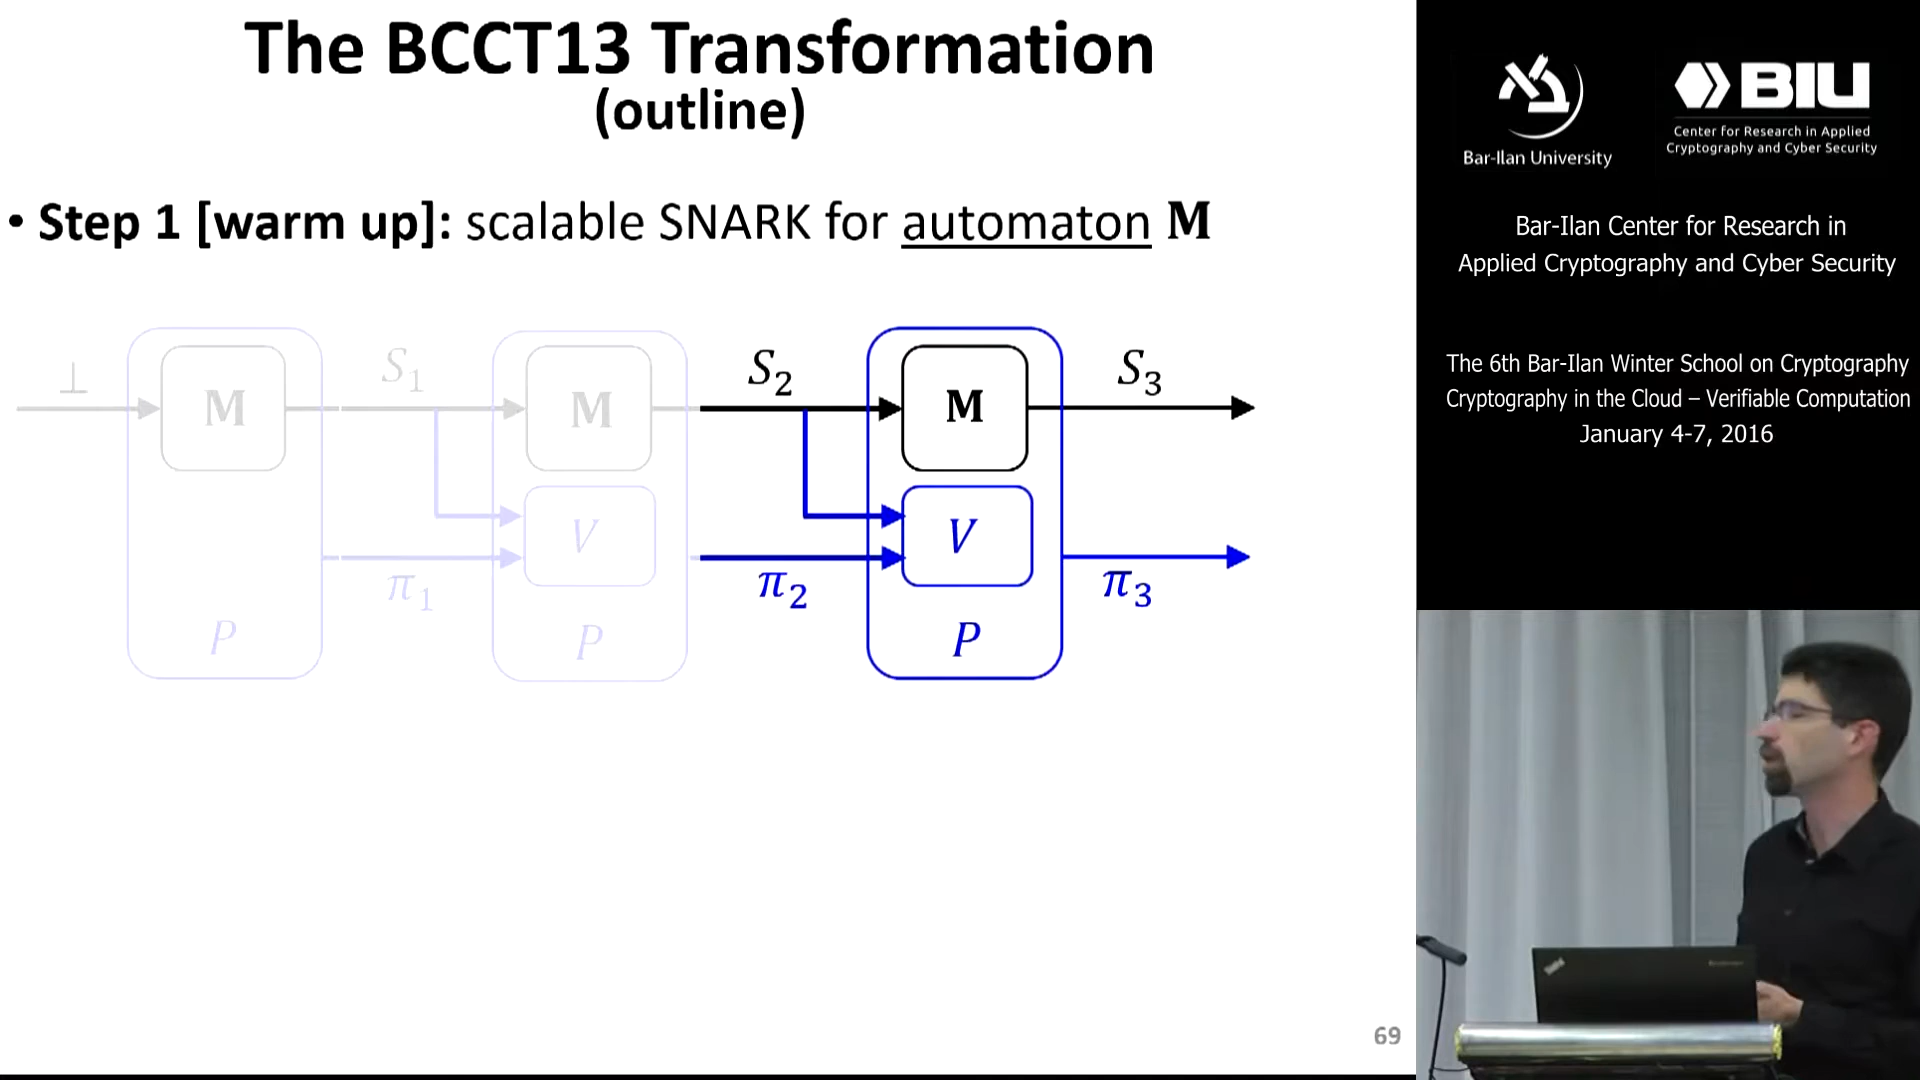 The BCCT13 Transformation
(outline)
• Step 1 [warm up]: scalable SNARK for automaton M
⊥
M
P
S₁
π₁
M
V
P
S₂
π₂
M
V
P
S₃
π₃
69
Bar-Ilan University
BIU
Center for Research in Applied
Cryptography and Cyber Security
Bar-Ilan Center for Research in
Applied Cryptography and Cyber Security
The 6th Bar-Ilan Winter School on Cryptography
Cryptography in the Cloud – Verifiable Computation
January 4-7, 2016